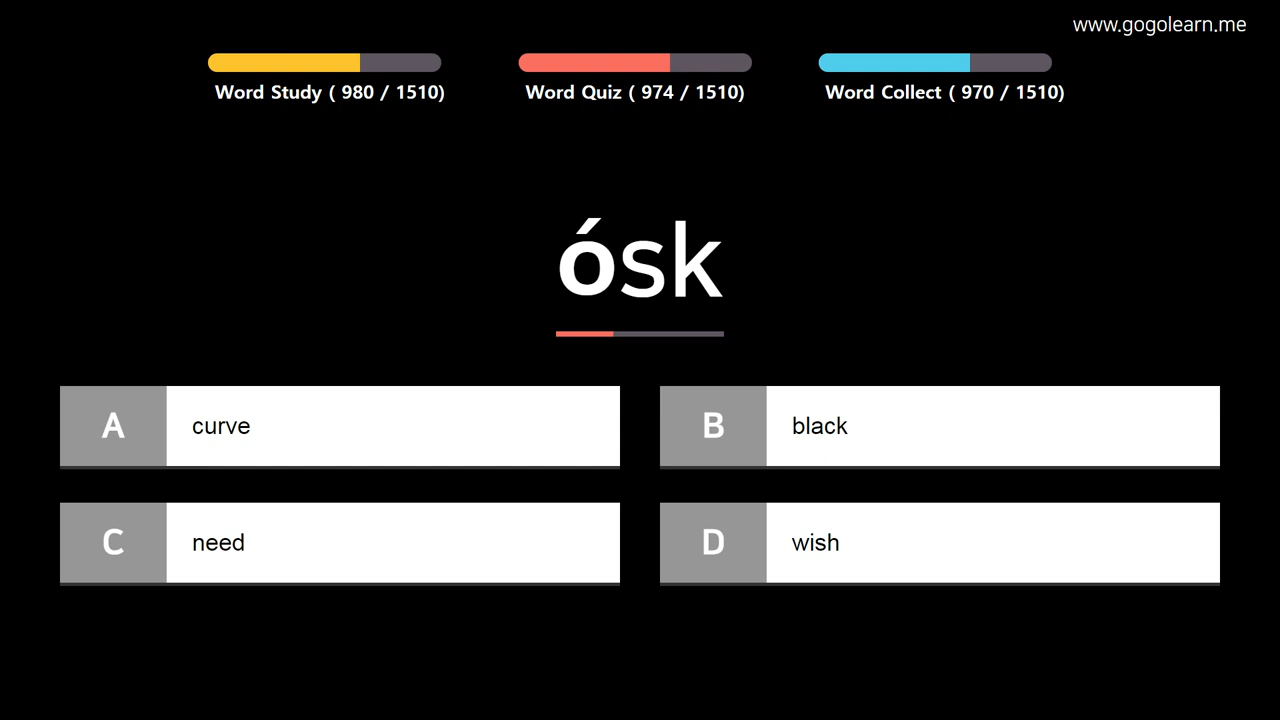 www.gogolearn.me
Word Study ( 980 / 1510)
Word Quiz ( 974 / 1510)
Word Collect ( 970 / 1510)
ósk
A curve
B black
C need
D wish